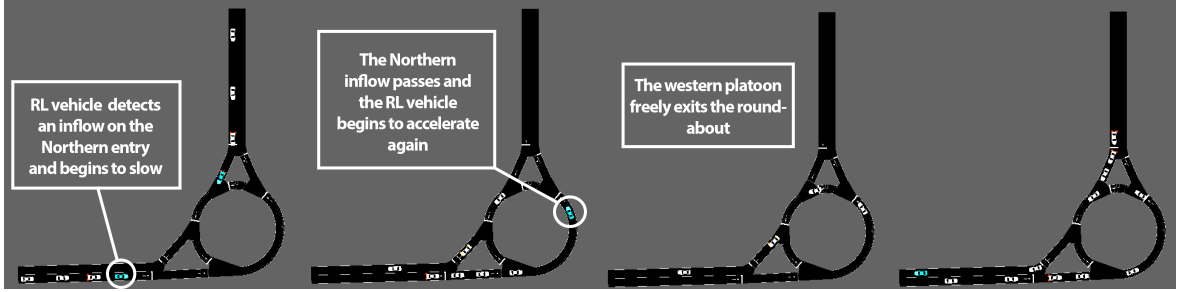 RL vehicle detects
an inflow on the
Northern entry
and begins to slow
The Northern
inflow passes and
the RL vehicle
begins to accelerate
again
The western platoon
freely exits the round-
about